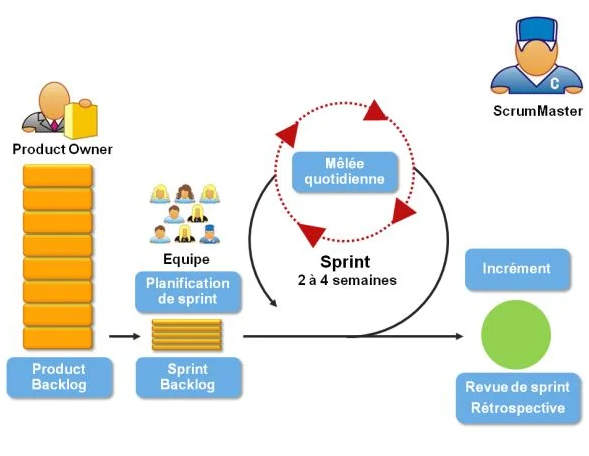 C
ScrumMaster
Product Owner
Mêlée
quotidienne
Equipe
Sprint
2 à 4 semaines
Planification
de sprint
Incrément
Product
Backlog
Sprint
Backlog
Revue de sprint
Rétrospective